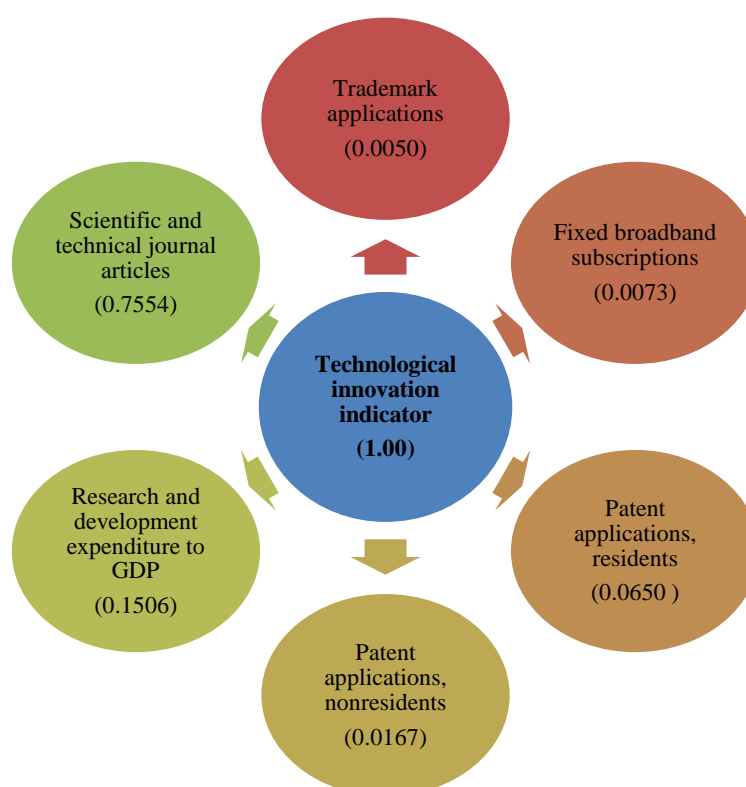 Trademark
applications
(0.0050)
Fixed broadband
subscriptions
(0.0073)
Patent
applications,
residents
(0.0650 )
Patent
applications,
nonresidents
(0.0167)
Research and
development
expenditure to
GDP
(0.1506)
Scientific and
technical journal
articles
(0.7554)
Technological
innovation
indicator
(1.00)